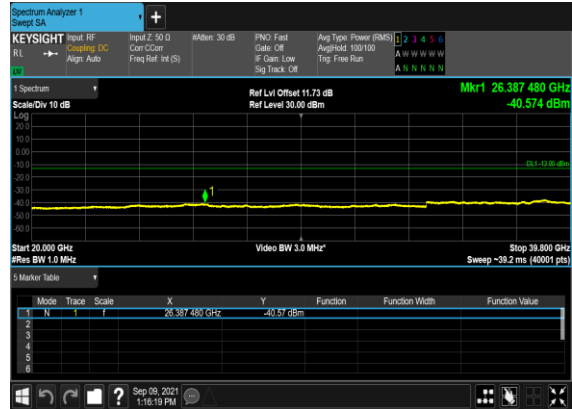 Spectrum Analyzer 1
Swept SA
+
KEYSIGHT Input: RF Input Z: 50 Ω #Atten: 30 dB PNO: Fast Avg Type: Power (RMS) 1 2 3 4 5 6
RL Coupling: DC Corr CCorr Gate: Off Avg|Hold: 100/100 A W W W W W
Align: Auto Freq Ref: Int (S) IF Gain: Low Trig: Free Run
Sig Track: Off A N N N N N
1 Spectrum Ref Lvl Offset 11.73 dB Mkr1 26.387 480 GHz
Scale/Div 10 dB Ref Level 30.00 dBm -40.574 dBm
Log
20.0
10.0
0.00
-10.0 DL1 -13.00 dBm
-20.0
-30.0
1
-40.0
-50.0
-60.0
Start 20.000 GHz Video BW 3.0 MHz* Stop 39.800 GHz
#Res BW 1.0 MHz Sweep ~39.2 ms (40001 pts)
5 Marker Table
Mode Trace Scale X Y Function Function Width Function Value
1 N 1 f 26.387 480 GHz -40.57 dBm
2
3
4
5
6
? Sep 09, 2021
1:16:19 PM